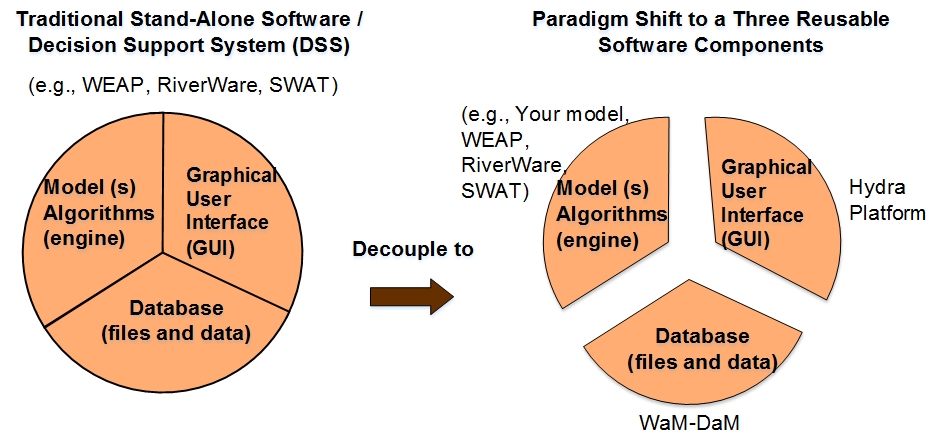 Traditional Stand-Alone Software /
Decision Support System (DSS)
(e.g., WEAP, RiverWare, SWAT)
Model (s)
Algorithms
(engine)
Graphical
User
Interface
(GUI)
Database
(files and data)
Decouple to
Paradigm Shift to a Three Reusable
Software Components
(e.g., Your model,
WEAP,
RiverWare,
SWAT)
Model (s)
Algorithms
(engine)
Graphical
User
Interface
(GUI)
Hydra
Platform
Database
(files and data)
WaM-DaM